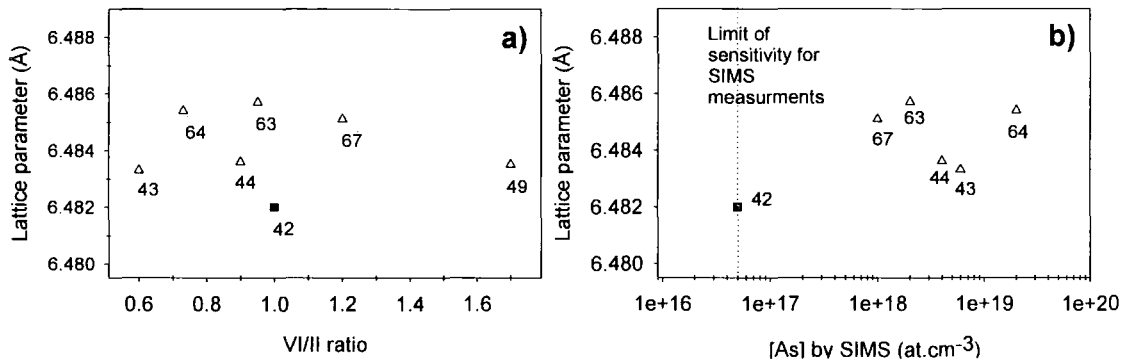 a)
Lattice parameter (Å)
6.488
6.486
6.484
6.482
6.480
64
63
67
43
44
49
42
0.6 0.8 1.0 1.2 1.4 1.6
VI/II ratio
b)
Lattice parameter (Å)
6.488
6.486
6.484
6.482
6.480
Limit of
sensitivity for
SIMS
measurments
63
67
64
44 43
42
1e+16 1e+17 1e+18 1e+19 1e+20
[As] by SIMS (at.cm⁻³)